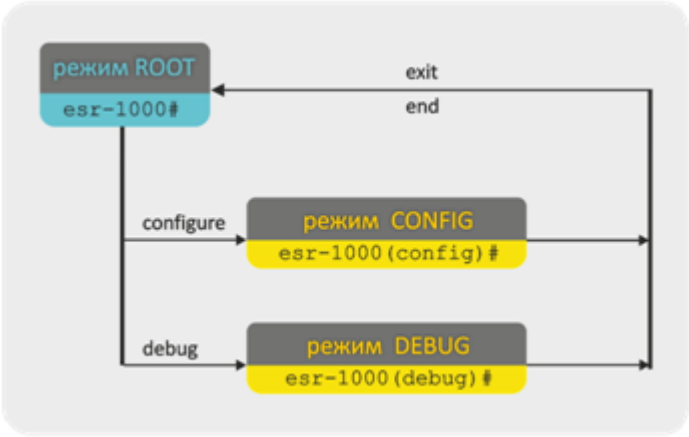 режим ROOT
esr-1000#
exit
end
configure
режим CONFIG
esr-1000(config)#
debug
режим DEBUG
esr-1000(debug)#